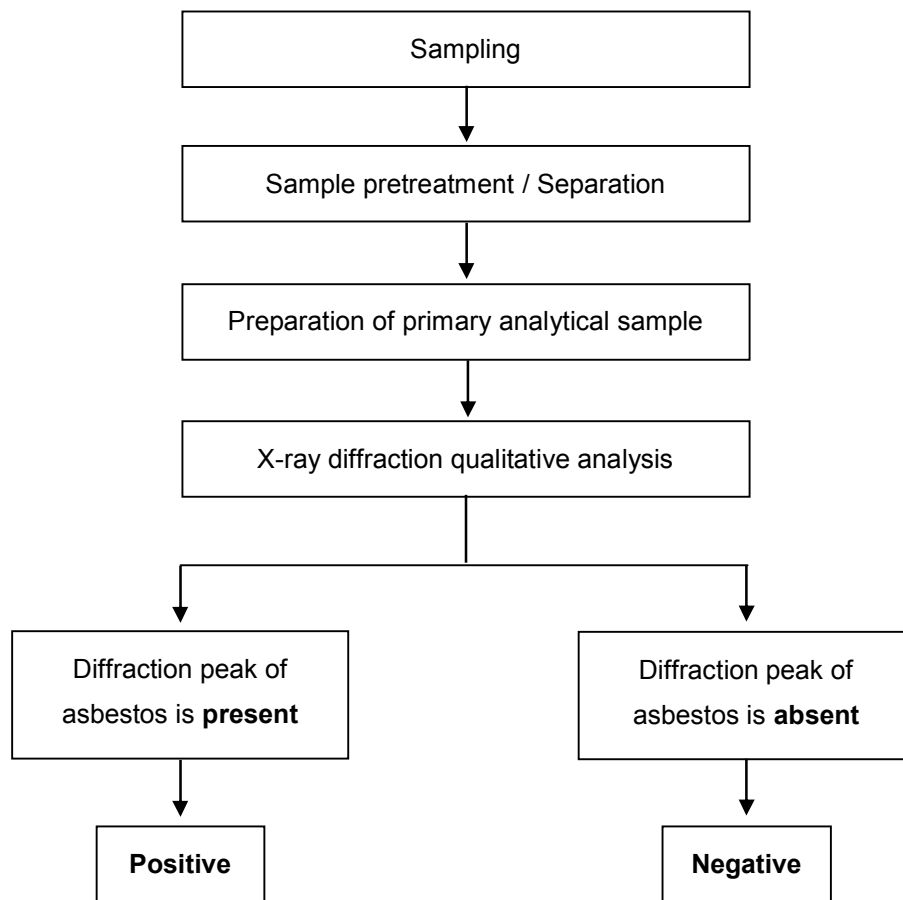 Sampling
Sample pretreatment / Separation
Preparation of primary analytical sample
X-ray diffraction qualitative analysis
Diffraction peak of
asbestos is present
Diffraction peak of
asbestos is absent
Positive
Negative